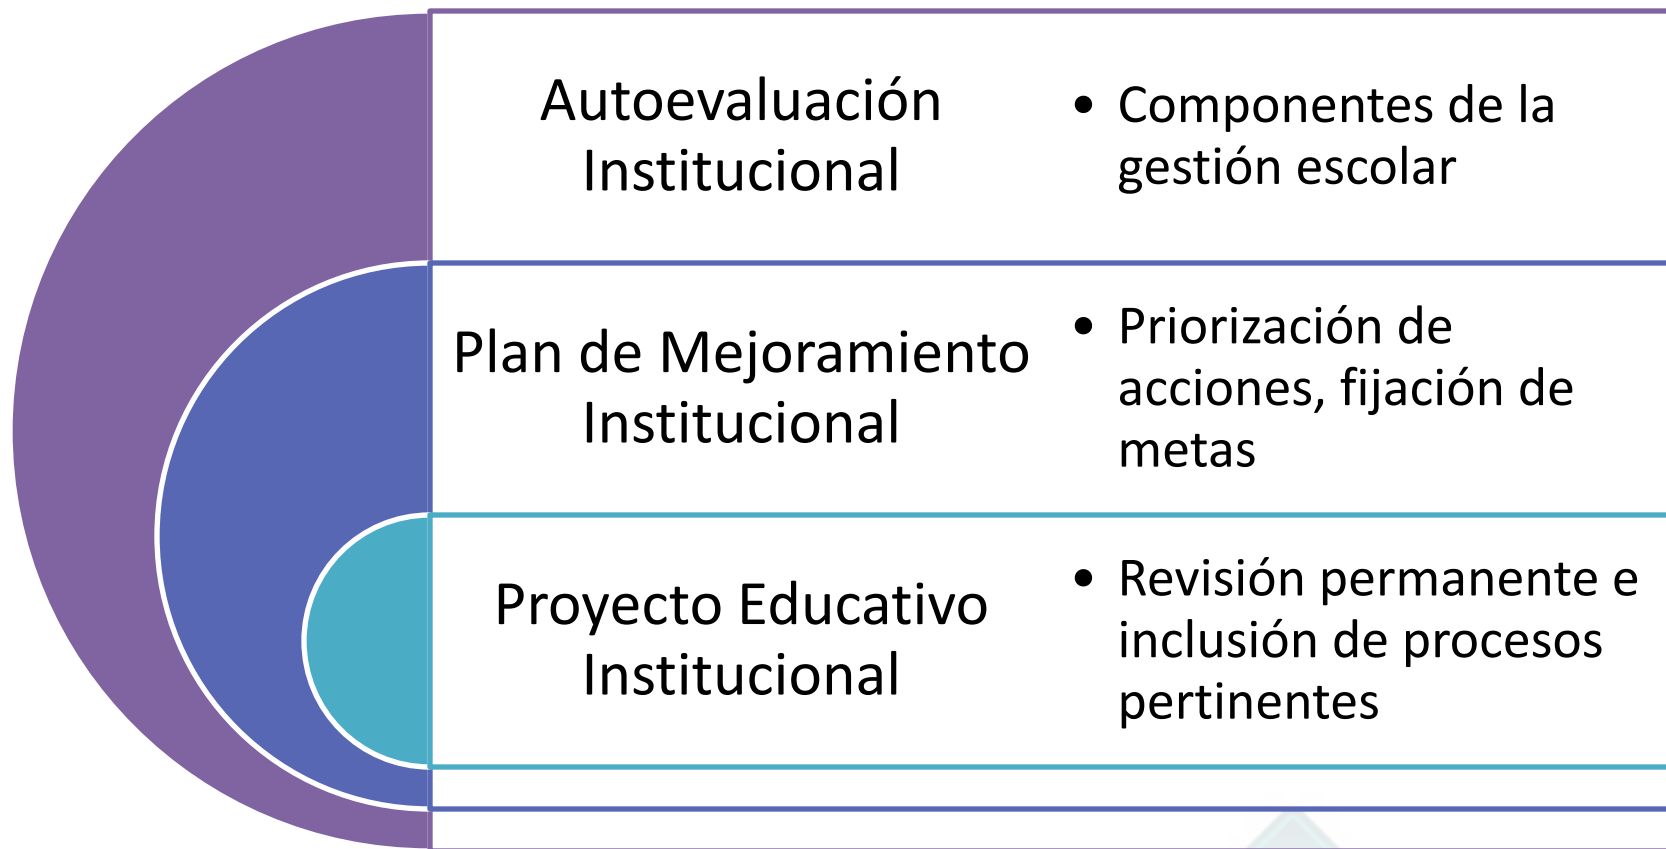 Autoevaluación
Institucional
• Componentes de la
gestión escolar
Plan de Mejoramiento
Institucional
• Priorización de
acciones, fijación de
metas
Proyecto Educativo
Institucional
• Revisión permanente e
inclusión de procesos
pertinentes